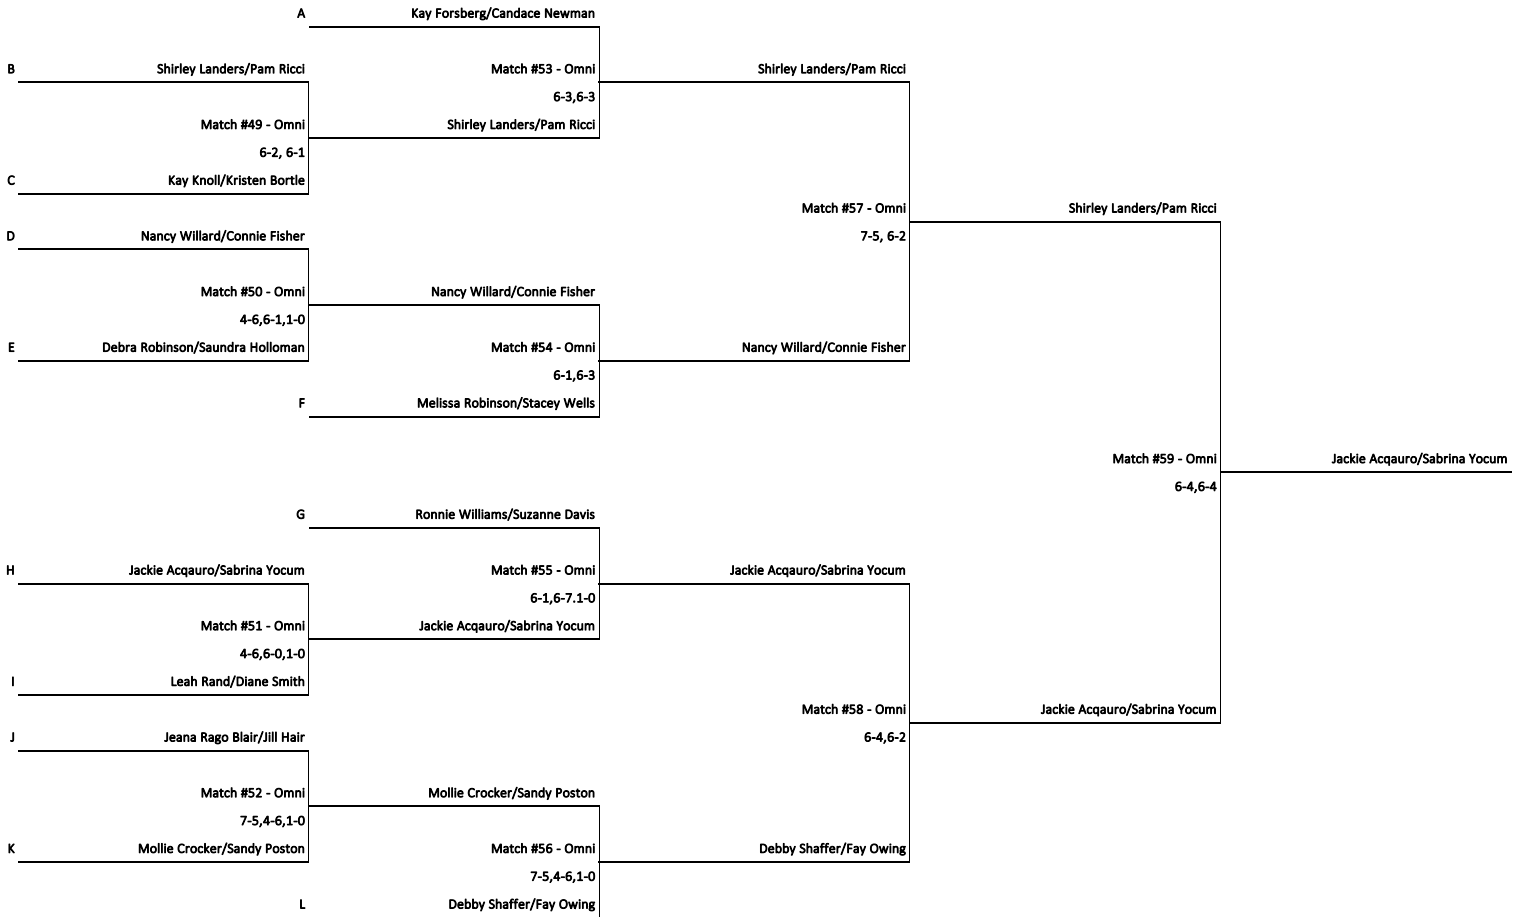 A Kay Forsberg/Candace Newman
B Shirley Landers/Pam Ricci
Match #53 - Omni
Shirley Landers/Pam Ricci
6-3,6-3
Match #49 - Omni
Shirley Landers/Pam Ricci
6-2, 6-1
C Kay Knoll/Kristen Bortle
Match #57 - Omni
Shirley Landers/Pam Ricci
D Nancy Willard/Connie Fisher
7-5, 6-2
Match #50 - Omni
Nancy Willard/Connie Fisher
4-6,6-1,1-0
E Debra Robinson/Saundra Holloman
Match #54 - Omni
Nancy Willard/Connie Fisher
6-1,6-3
F Melissa Robinson/Stacey Wells
Match #59 - Omni
Jackie Acqauro/Sabrina Yocum
6-4,6-4
G Ronnie Williams/Suzanne Davis
H Jackie Acqauro/Sabrina Yocum
Match #55 - Omni
Jackie Acqauro/Sabrina Yocum
6-1,6-7.1-0
Match #51 - Omni
Jackie Acqauro/Sabrina Yocum
4-6,6-0,1-0
I Leah Rand/Diane Smith
Match #58 - Omni
Jackie Acqauro/Sabrina Yocum
J Jeana Rago Blair/Jill Hair
6-4,6-2
Match #52 - Omni
Mollie Crocker/Sandy Poston
7-5,4-6,1-0
K Mollie Crocker/Sandy Poston
Match #56 - Omni
Debby Shaffer/Fay Owing
7-5,4-6,1-0
L Debby Shaffer/Fay Owing